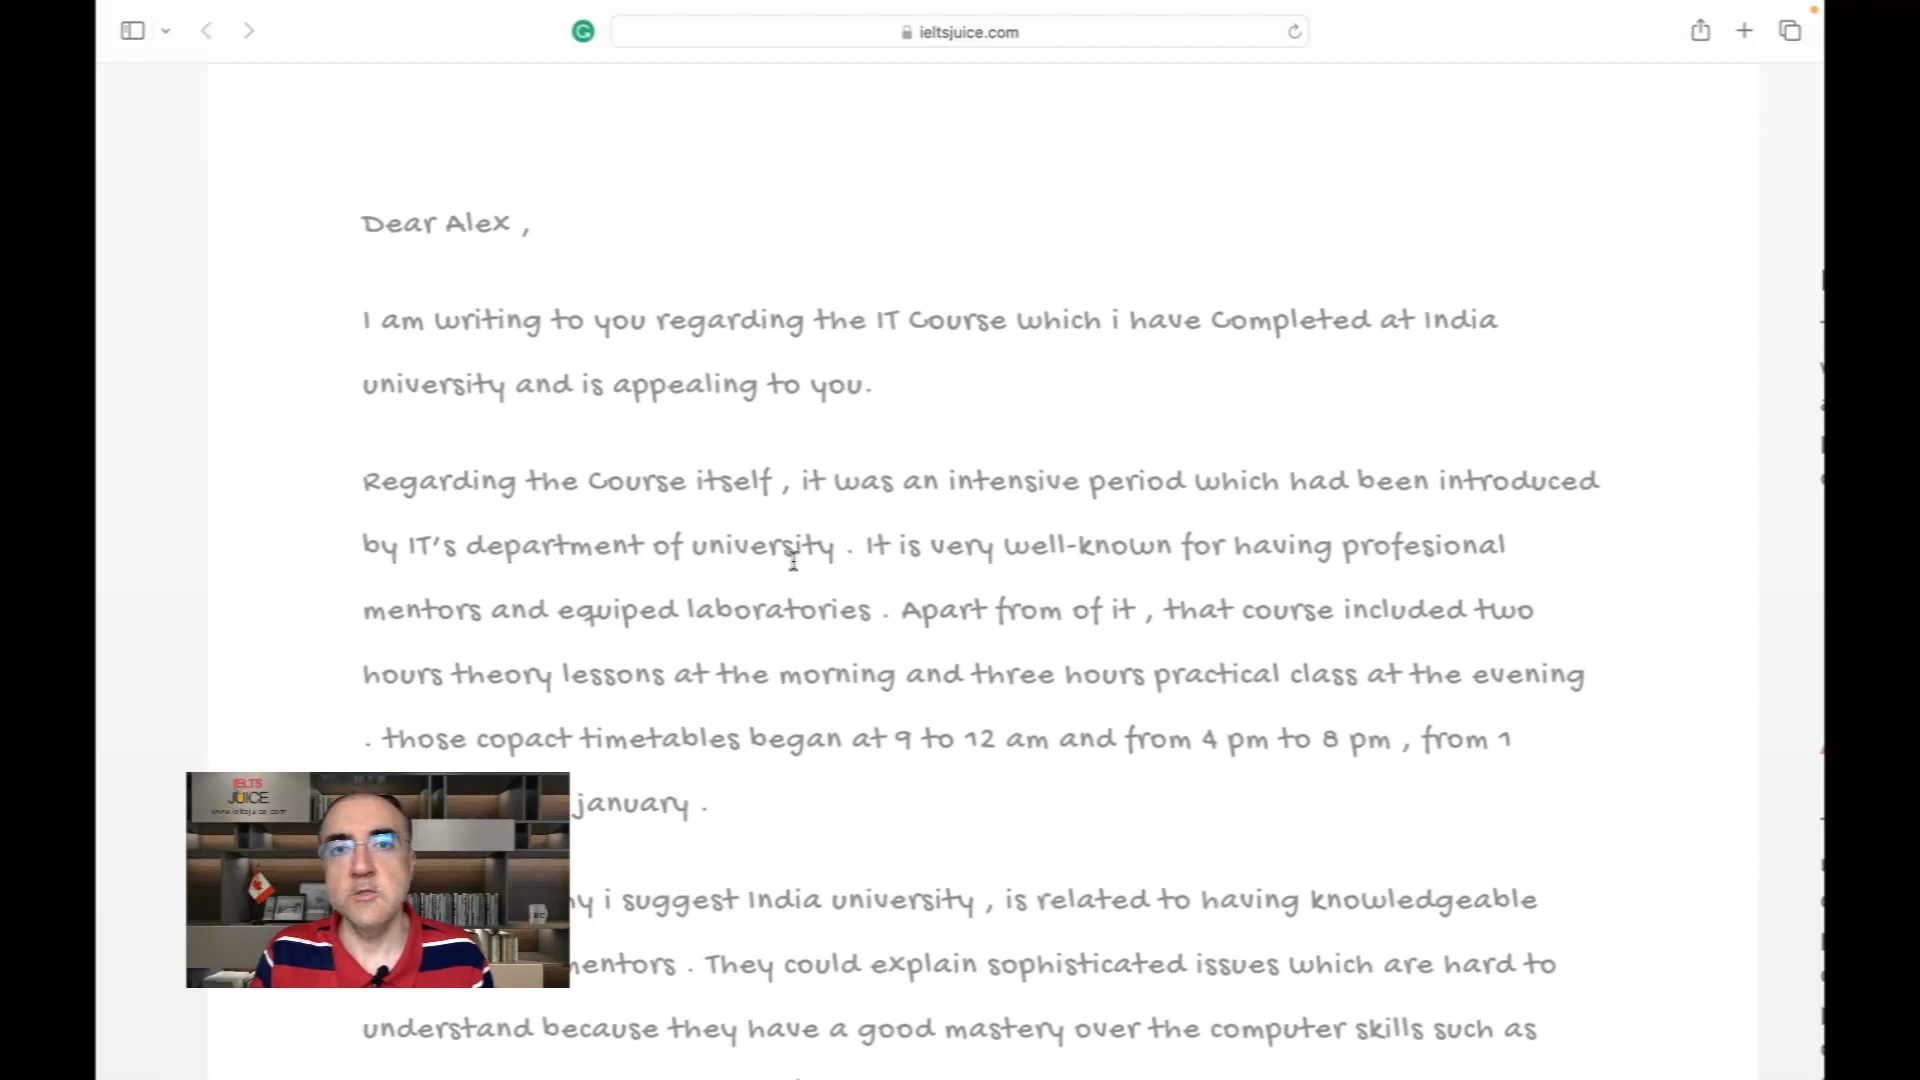 ieltsjuice.com
Dear Alex ,
I am writing to you regarding the IT Course which i have Completed at India
university and is appealing to you.
Regarding the Course itself , it was an intensive period which had been introduced
by IT's department of university . It is very well-known for having profesional
mentors and equiped laboratories . Apart from of it , that course included two
hours theory lessons at the morning and three hours practical class at the evening
. those copact timetables began at 9 to 12 am and from 4 pm to 8 pm , from 1
january .
IELTS
JUICE
www.ieltsjuice.com
i suggest India university , is related to having knowledgeable
mentors . They could explain sophisticated issues which are hard to
understand because they have a good mastery over the computer skills such as